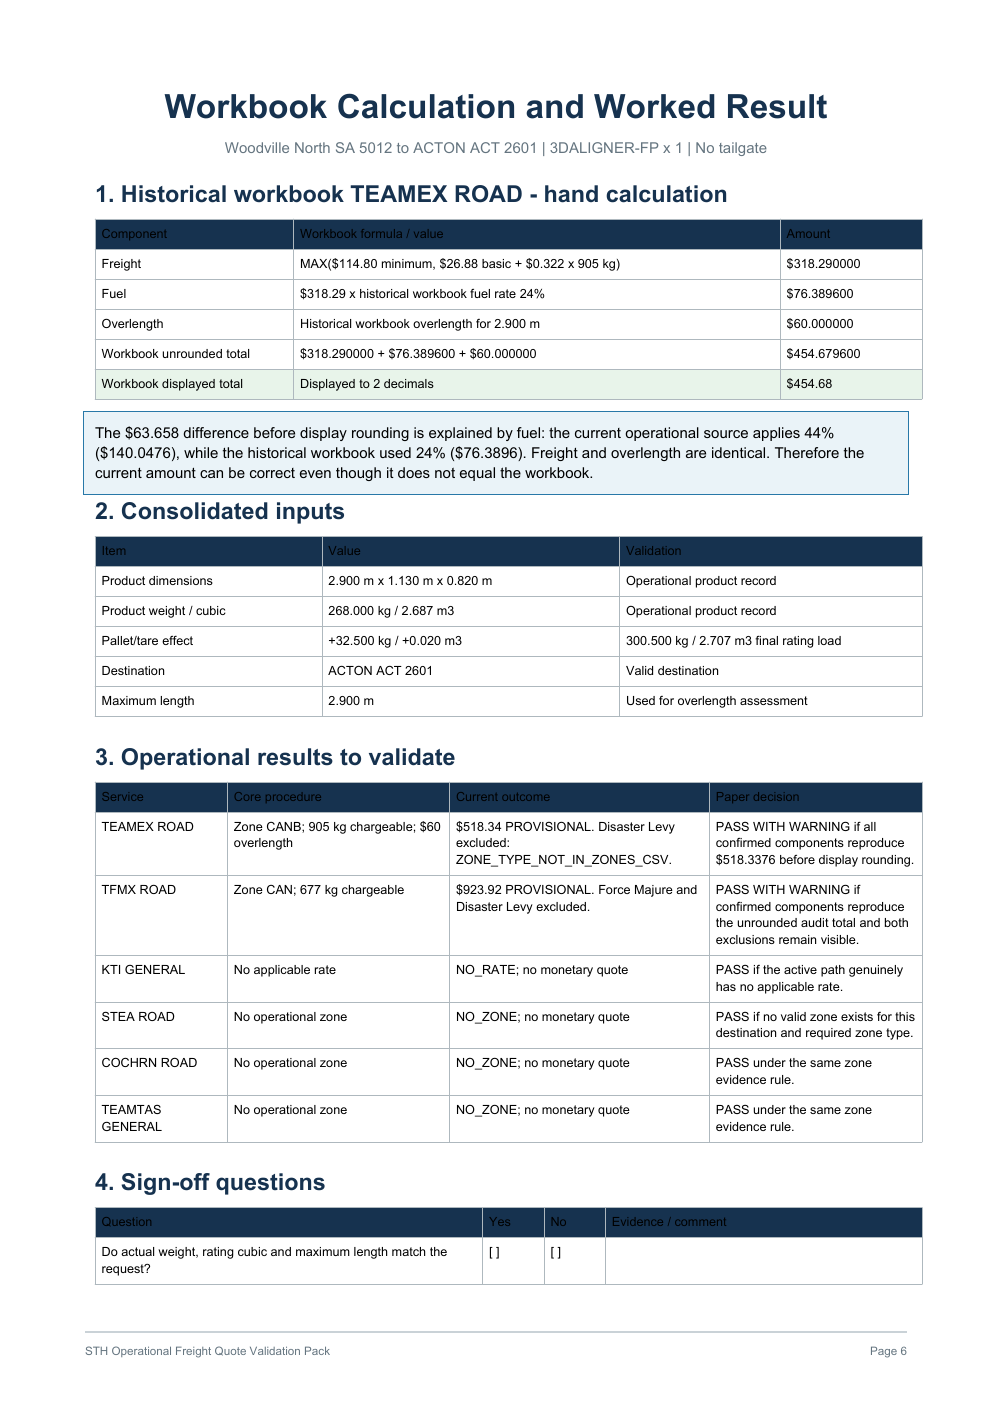 Workbook Calculation and Worked Result
Woodville North SA 5012 to ACTON ACT 2601 | 3DALIGNER-FP x 1 | No tailgate
1. Historical workbook TEAMEX ROAD - hand calculation
Component Workbook formula / value Amount
Freight MAX($114.80 minimum, $26.88 basic + $0.322 x 905 kg) $318.290000
Fuel $318.29 x historical workbook fuel rate 24% $76.389600
Overlength Historical workbook overlength for 2.900 m $60.000000
Workbook unrounded total $318.290000 + $76.389600 + $60.000000 $454.679600
Workbook displayed total Displayed to 2 decimals $454.68
The $63.658 difference before display rounding is explained by fuel: the current operational source applies 44%
($140.0476), while the historical workbook used 24% ($76.3896). Freight and overlength are identical. Therefore the
current amount can be correct even though it does not equal the workbook.
2. Consolidated inputs
Item Value Validation
Product dimensions 2.900 m x 1.130 m x 0.820 m Operational product record
Product weight / cubic 268.000 kg / 2.687 m3 Operational product record
Pallet/tare effect +32.500 kg / +0.020 m3 300.500 kg / 2.707 m3 final rating load
Destination ACTON ACT 2601 Valid destination
Maximum length 2.900 m Used for overlength assessment
3. Operational results to validate
Service Core procedure Current outcome Paper decision
TEAMEX ROAD Zone CANB; 905 kg chargeable; $60 $518.34 PROVISIONAL. Disaster Levy PASS WITH WARNING if all
overlength excluded: confirmed components reproduce
ZONE_TYPE_NOT_IN_ZONES_CSV. $518.3376 before display rounding.
TFMX ROAD Zone CAN; 677 kg chargeable $923.92 PROVISIONAL. Force Majure and PASS WITH WARNING if
Disaster Levy excluded. confirmed components reproduce
the unrounded audit total and both
exclusions remain visible.
KTI GENERAL No applicable rate NO_RATE; no monetary quote PASS if the active path genuinely
has no applicable rate.
STEA ROAD No operational zone NO_ZONE; no monetary quote PASS if no valid zone exists for this
destination and required zone type.
COCHRN ROAD No operational zone NO_ZONE; no monetary quote PASS under the same zone
evidence rule.
TEAMTAS No operational zone NO_ZONE; no monetary quote PASS under the same zone
GENERAL evidence rule.
4. Sign-off questions
Question Yes No Evidence / comment
Do actual weight, rating cubic and maximum length match the [ ] [ ]
request?
STH Operational Freight Quote Validation Pack Page 6